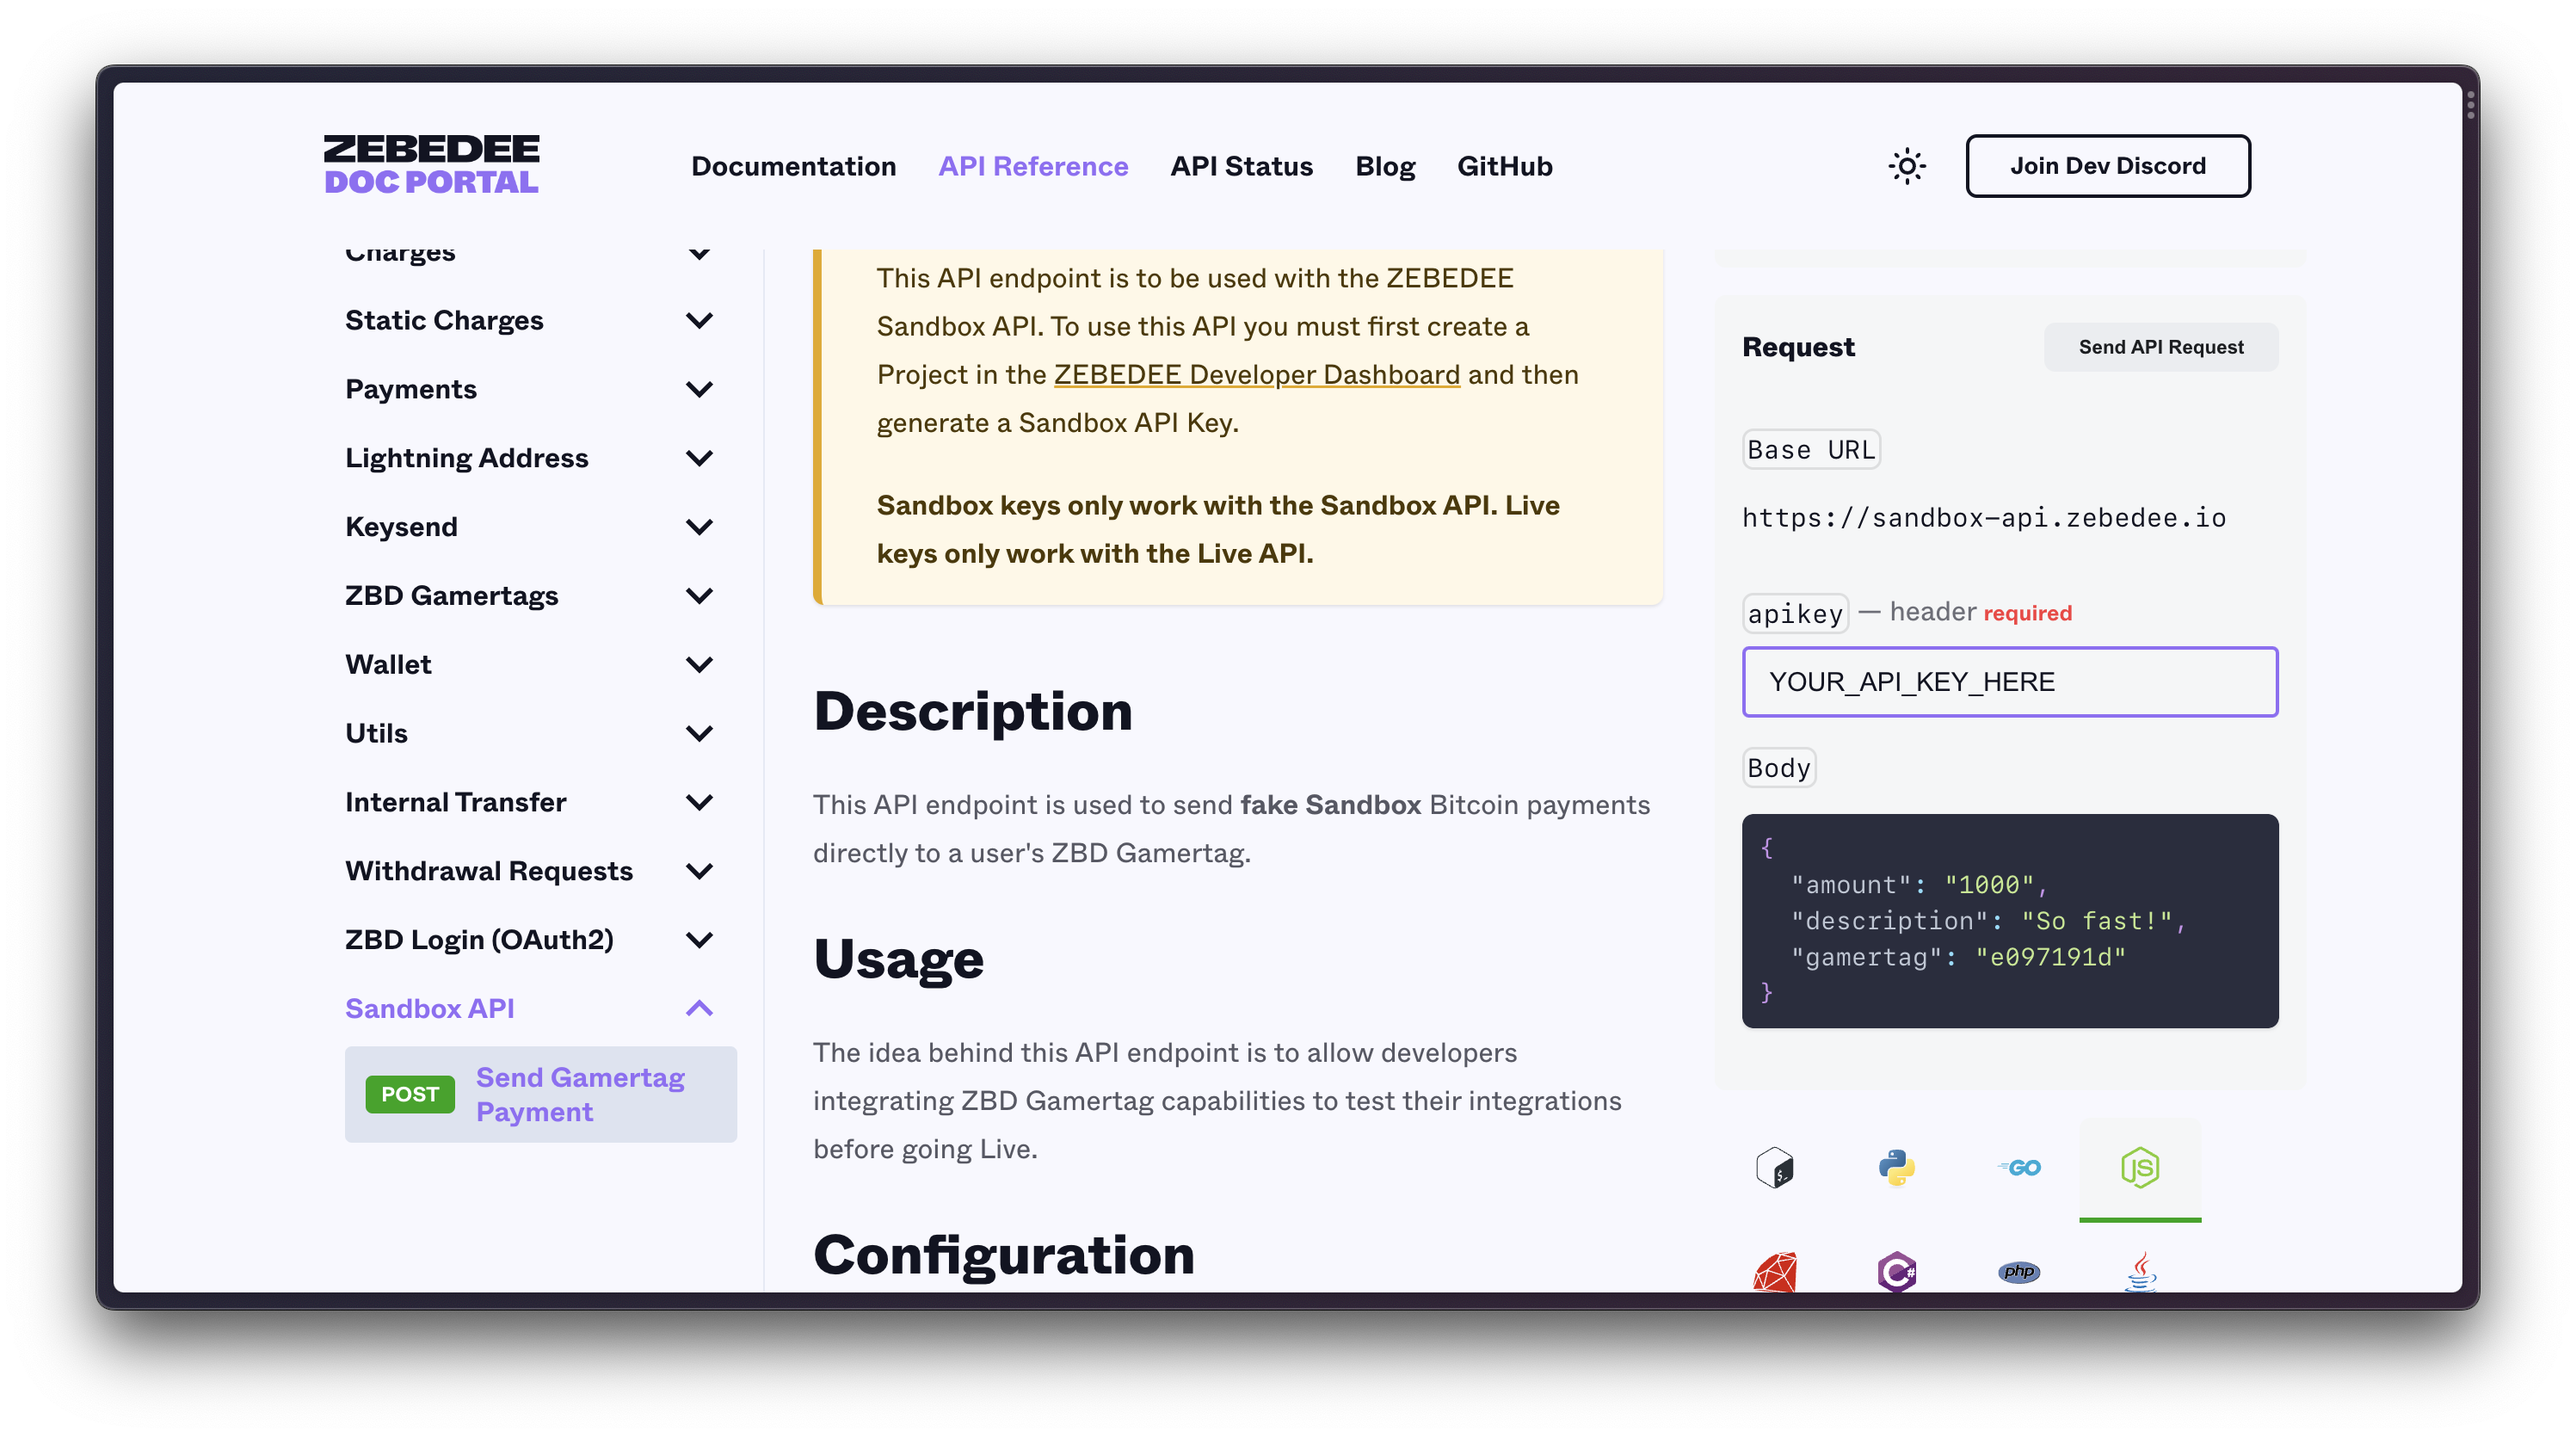 ZEBEDEE
DOC PORTAL
Documentation
API Reference
API Status
Blog
GitHub
Join Dev Discord
Charges
Static Charges
Payments
Lightning Address
Keysend
ZBD Gamertags
Wallet
Utils
Internal Transfer
Withdrawal Requests
ZBD Login (OAuth2)
Sandbox API
POST
Send Gamertag
Payment
This API endpoint is to be used with the ZEBEDEE
Sandbox API. To use this API you must first create a
Project in the ZEBEDEE Developer Dashboard and then
generate a Sandbox API Key.
Sandbox keys only work with the Sandbox API. Live
keys only work with the Live API.
Description
This API endpoint is used to send fake Sandbox Bitcoin payments
directly to a user's ZBD Gamertag.
Usage
The idea behind this API endpoint is to allow developers
integrating ZBD Gamertag capabilities to test their integrations
before going Live.
Configuration
Request
Send API Request
Base URL
https://sandbox-api.zebedee.io
apikey — header required
YOUR_API_KEY_HERE
Body
{
"amount": "1000",
"description": "So fast!",
"gamertag": "e097191d"
}
$_
GO
JS
C#
php